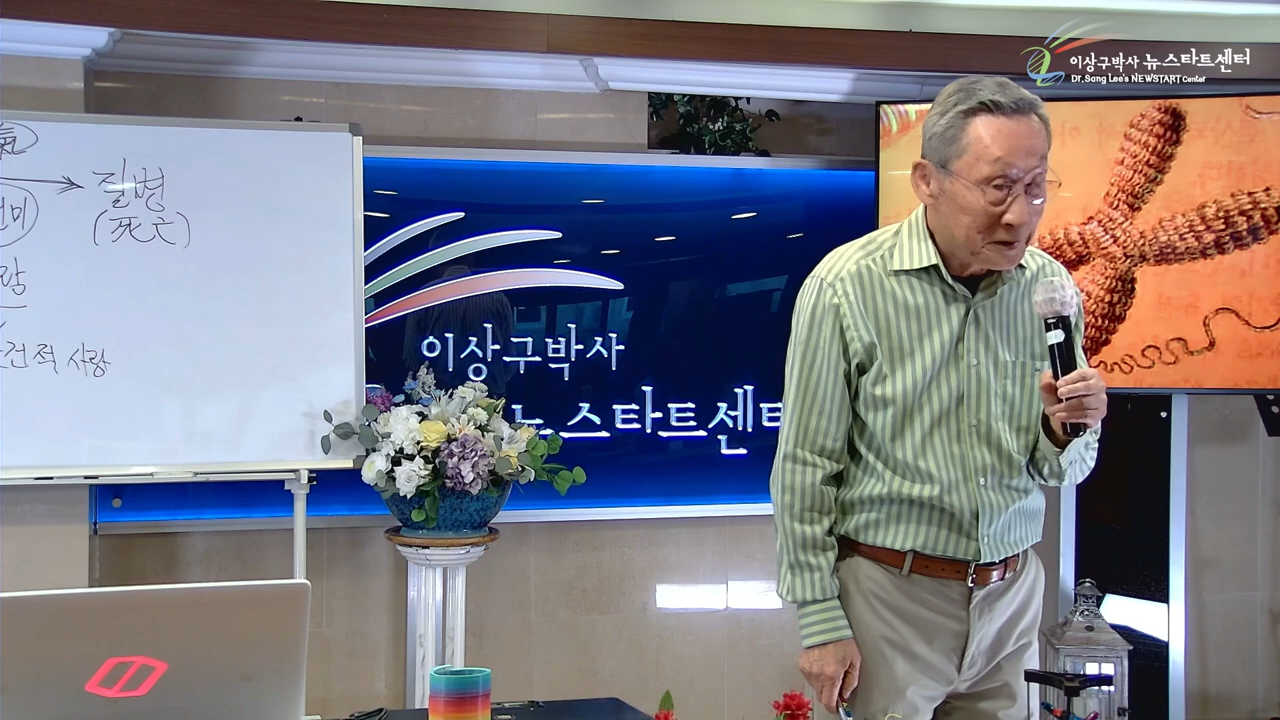 이상구박사 뉴스타트센터
Dr. Sang Lee's NEWSTART Center
氣
질병
(死亡)
건적 사랑
이상구박사
뉴스타트센터